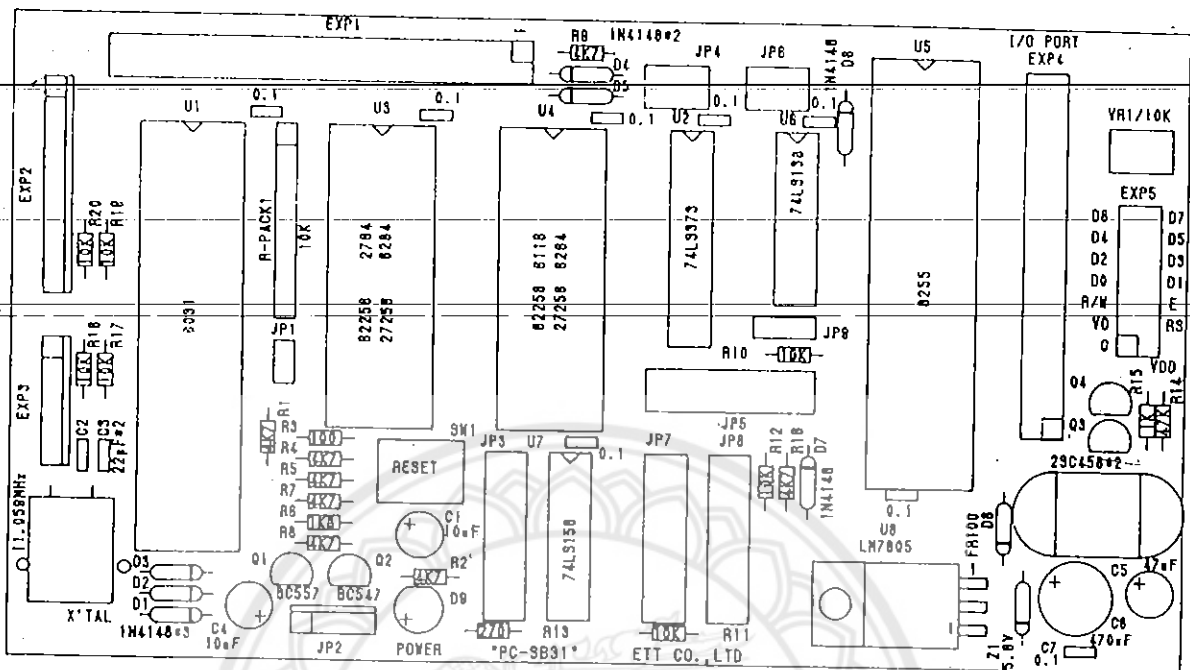 EXP1
R9
4K7
1N4148*2
D4
D5
JP4
JP6
1N4148
D8
U5
I/O PORT
EXP4
VR1/10K
EXP2
U1
0.1
U3
0.1
U4
0.1
U2
0.1
U6
0.1
R-PACK1
10K
2764 6264
62256 27256
6116 6264
62256 27256
74LS373
74LS138
8255
8031
R20
R19
10K
10K
EXP5
D6 D7
D4 D5
D2 D3
D0 D1
R/W E
VO RS
G VDD
EXP3
R16
R17
10K
10K
JP1
JP9
R10
10K
JP5
Q4
Q3
R15
R14
4K7
2SC458*2
C2
C3
22pF*2
R1
4K7
R3
100
R4
4K7
R5
4K7
R7
4K7
R6
1K
R8
4K7
SW1
RESET
JP3
U7
0.1
74LS156
JP7
JP8
R12
10K
R18
4K7
D7
1N4148
0.1
U8
LM7805
FR100
D8
C5
47uF
C6
470uF
C7
0.1
Z1
5.8V
11.059MHz
X'TAL
D3
D2
D1
1N4148*3
Q1
BC557
Q2
BC547
C1
10uF
R2
4K7
D9
POWER
C4
10uF
JP2
270
R13
10K
R11
"PC-SB31"
ETT CO.,LTD